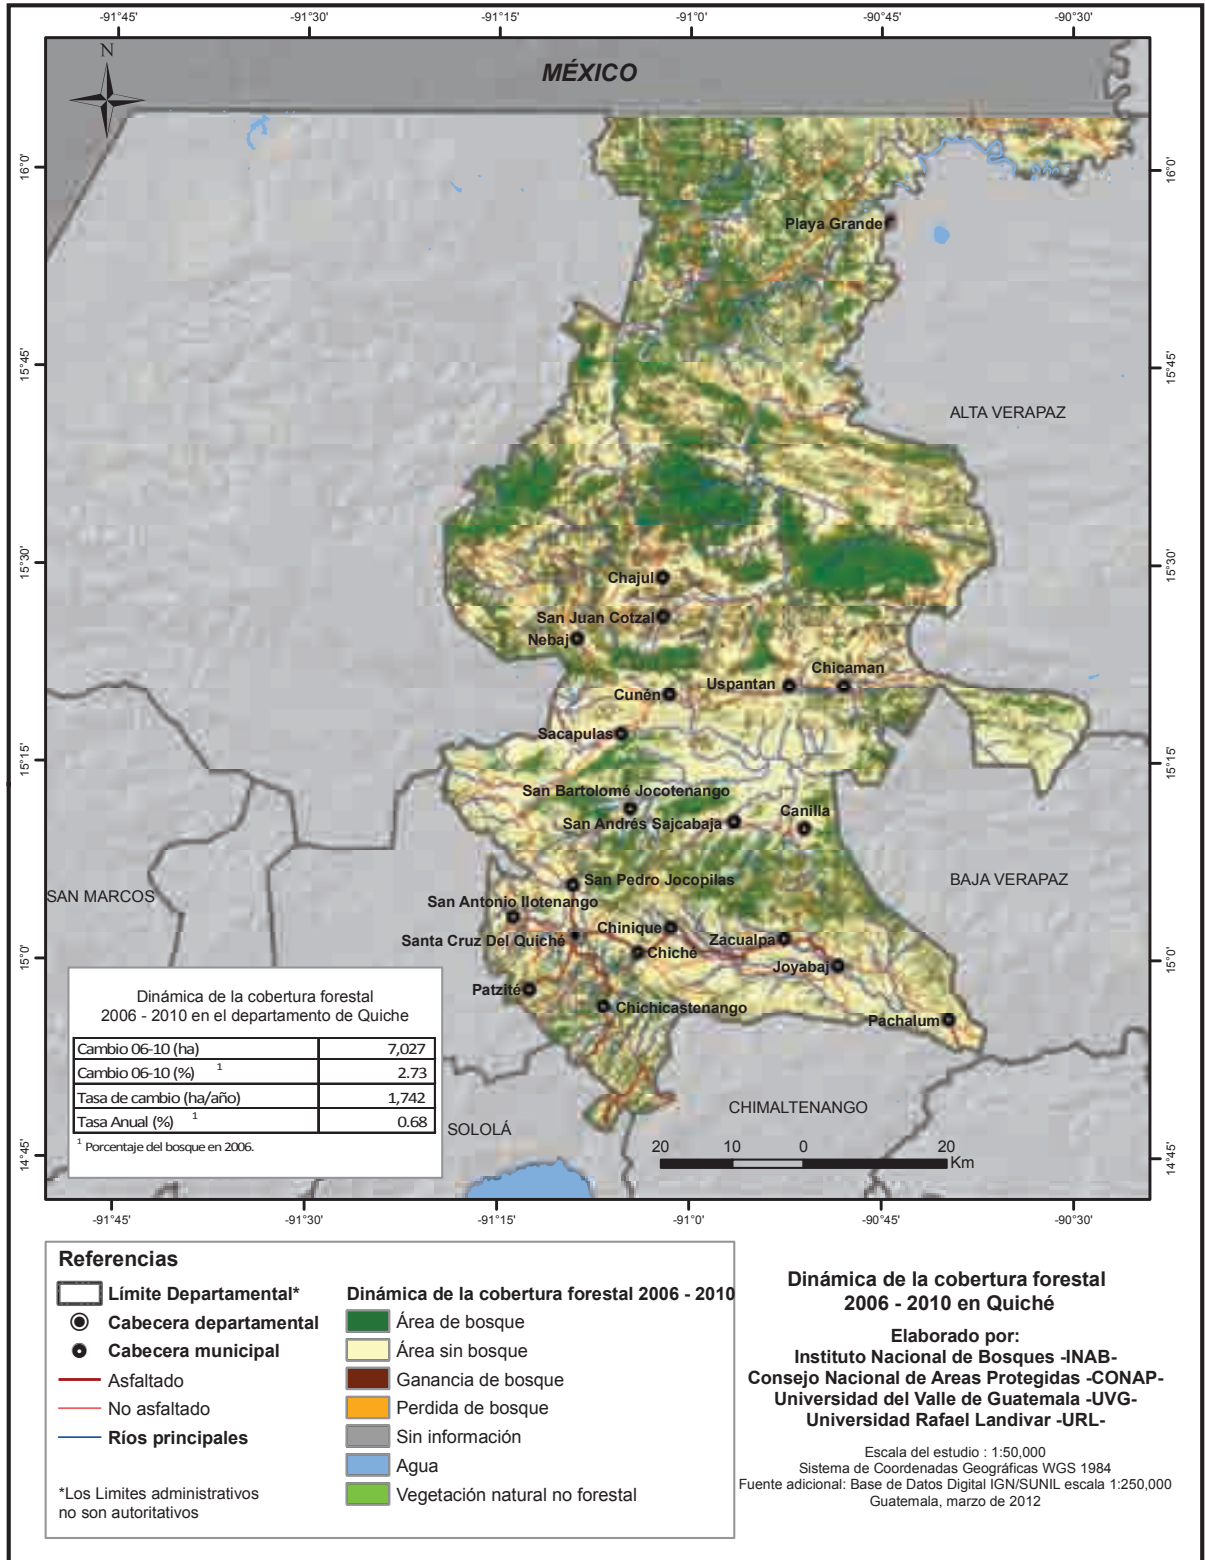 -91°45'
-91°30'
-91°15'
-91°0'
-90°45'
-90°30'
N
MÉXICO
16°0'
16°0'
Playa Grande
15°45'
15°45'
ALTA VERAPAZ
15°30'
15°30'
Chajul
San Juan Cotzal
Nebaj
Chicaman
Uspantan
Cunén
Sacapulas
15°15'
15°15'
San Bartolomé Jocotenango
Canilla
San Andrés Sajcabaja
San Pedro Jocopilas
BAJA VERAPAZ
SAN MARCOS
San Antonio Ilotenango
Chinique
Santa Cruz Del Quiché
Zacualpa
Chiché
15°0'
15°0'
Joyabaj
Patzité
Chichicastenango
Pachalum
Dinámica de la cobertura forestal
2006 - 2010 en el departamento de Quiche
Cambio 06-10 (ha) 7,027
Cambio 06-10 (%) 1 2.73
Tasa de cambio (ha/año) 1,742
Tasa Anual (%) 1 0.68
1 Porcentaje del bosque en 2006.
CHIMALTENANGO
SOLOLÁ
14°45'
14°45'
20 10 0 20
Km
-91°45'
-91°30'
-91°15'
-91°0'
-90°45'
-90°30'
Referencias
Límite Departamental*
Cabecera departamental
Cabecera municipal
Asfaltado
No asfaltado
Ríos principales
*Los Limites administrativos
no son autoritativos
Dinámica de la cobertura forestal 2006 - 2010
Área de bosque
Área sin bosque
Ganancia de bosque
Perdida de bosque
Sin información
Agua
Vegetación natural no forestal
Dinámica de la cobertura forestal
2006 - 2010 en Quiché
Elaborado por:
Instituto Nacional de Bosques -INAB-
Consejo Nacional de Areas Protegidas -CONAP-
Universidad del Valle de Guatemala -UVG-
Universidad Rafael Landivar -URL-
Escala del estudio : 1:50,000
Sistema de Coordenadas Geográficas WGS 1984
Fuente adicional: Base de Datos Digital IGN/SUNIL escala 1:250,000
Guatemala, marzo de 2012